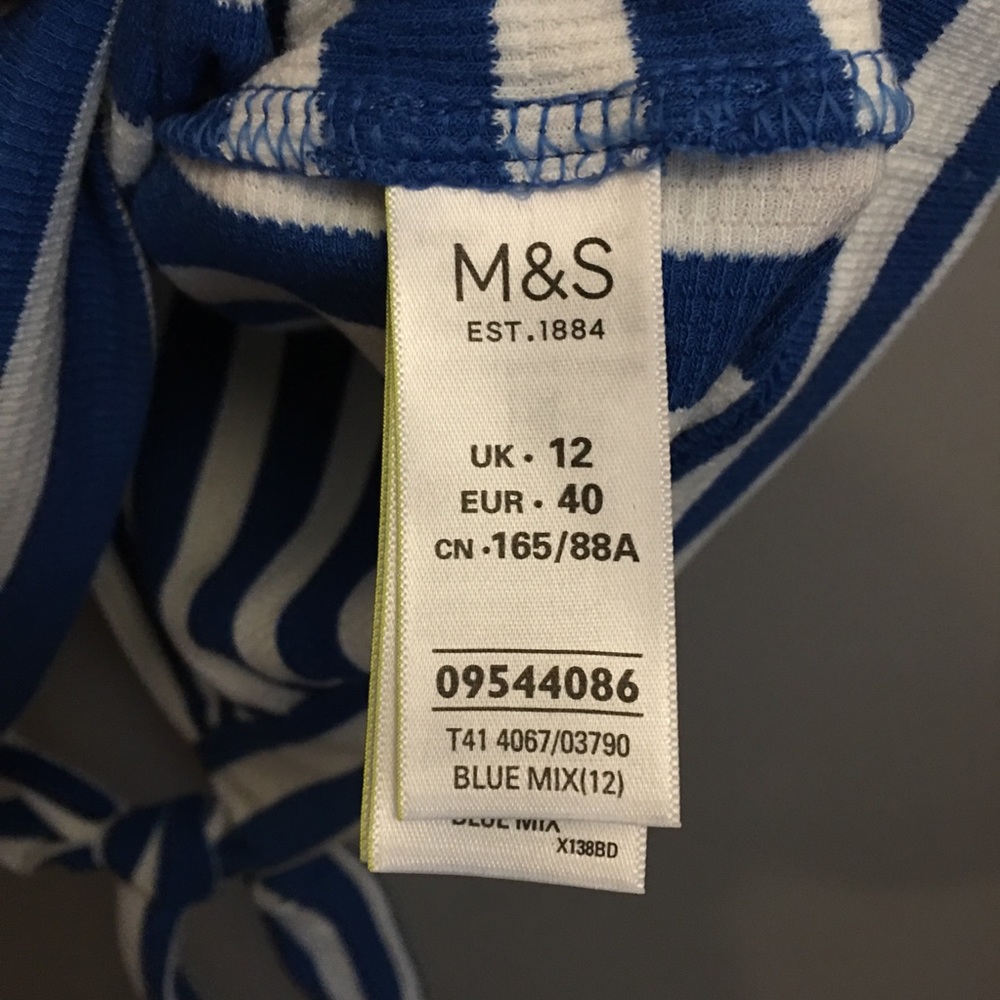 M&S
EST.1884
UK · 12
EUR · 40
CN ·165/88A
09544086
T41 4067/03790
BLUE MIX(12)
BLUE MIX
X138BD